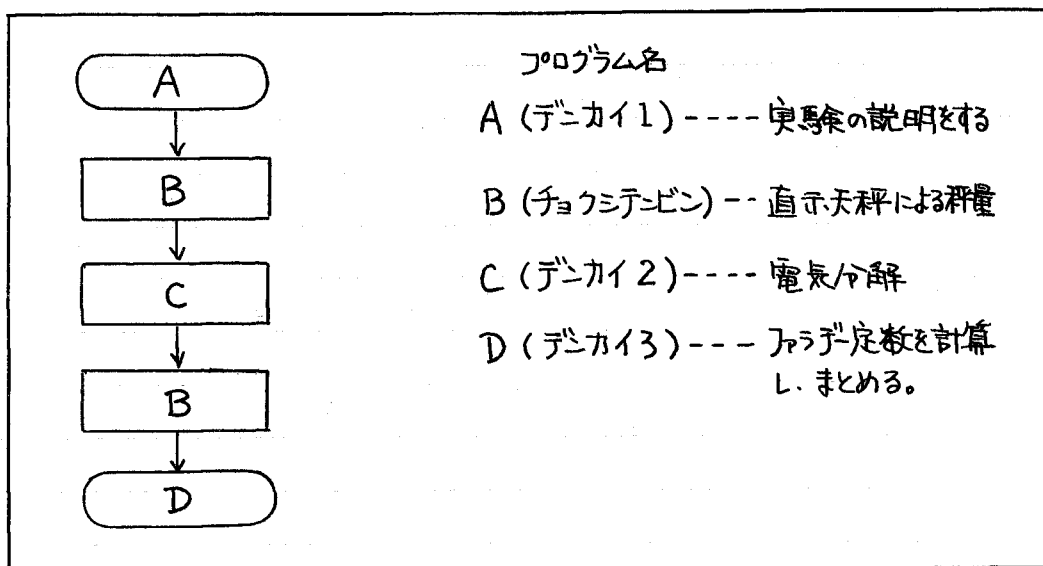 A
B
C
B
D
プログラム名
A (デンカイ1) ---- 実験の説明をする
B (チョクシテンビン) -- 直示天秤による秤量
C (デンカイ2) ---- 電気分解
D (デンカイ3) --- ファラデー定数を計算
し、まとめる。